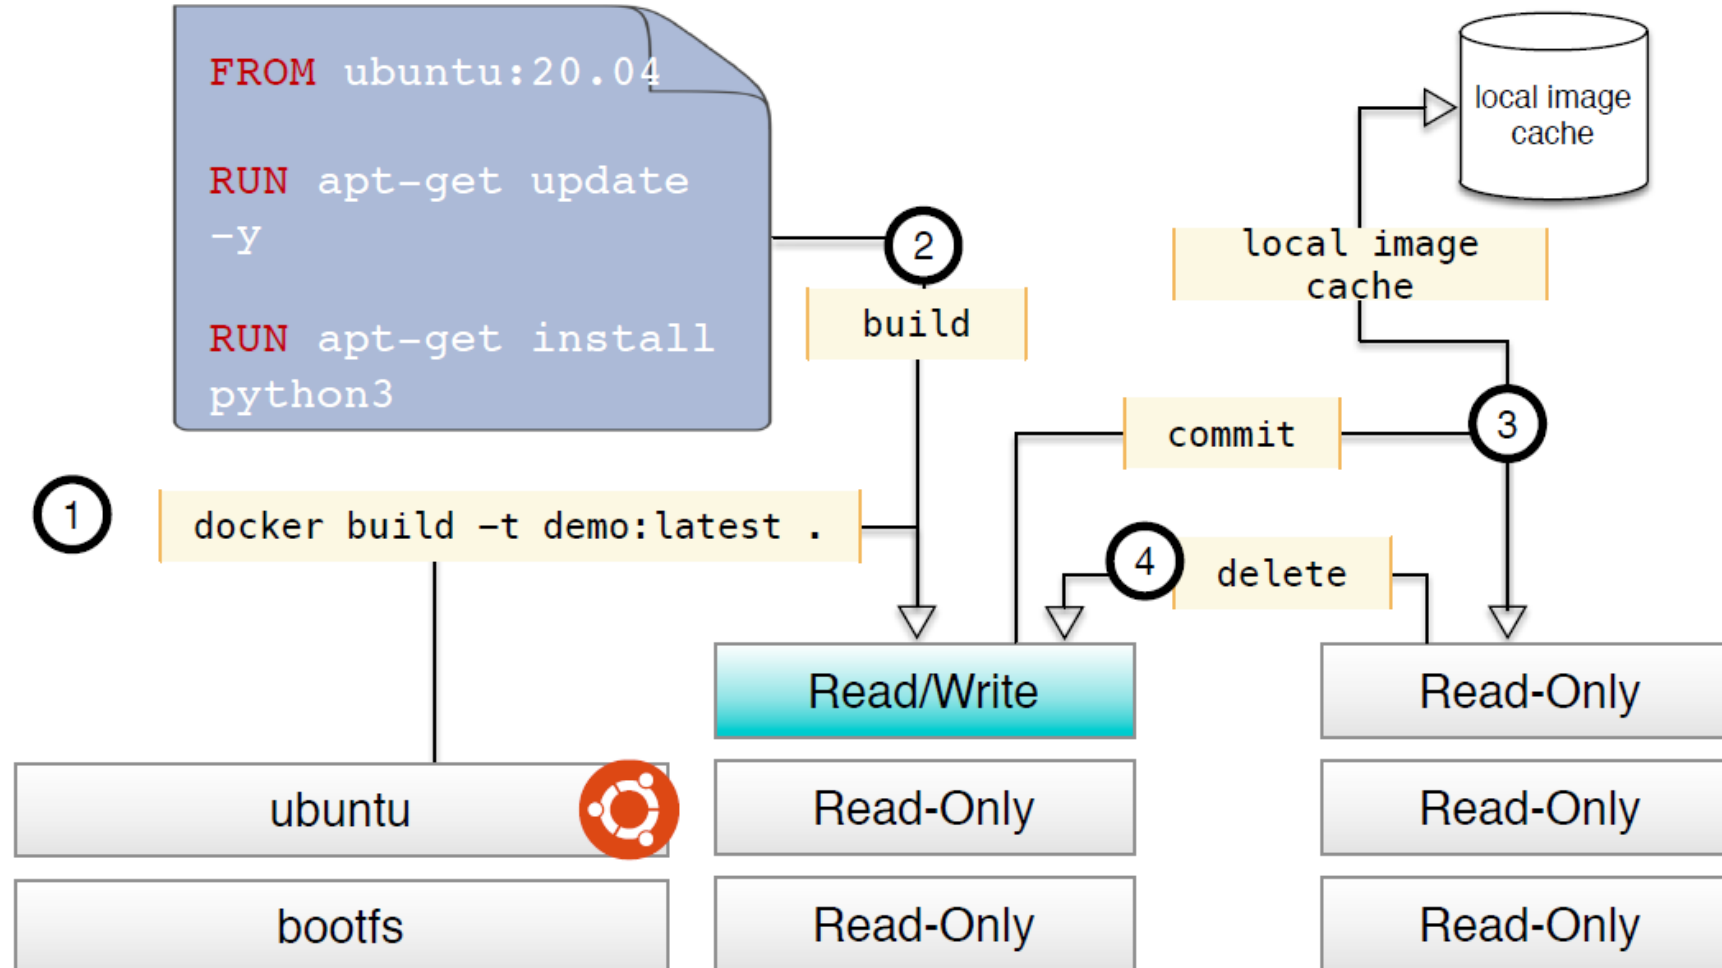 FROM ubuntu:20.04
RUN apt-get update
-y
RUN apt-get install
python3
local image
cache
2
build
local image
cache
commit
3
1
docker build -t demo:latest .
4
delete
Read/Write
Read-Only
ubuntu
Read-Only
Read-Only
bootfs
Read-Only
Read-Only